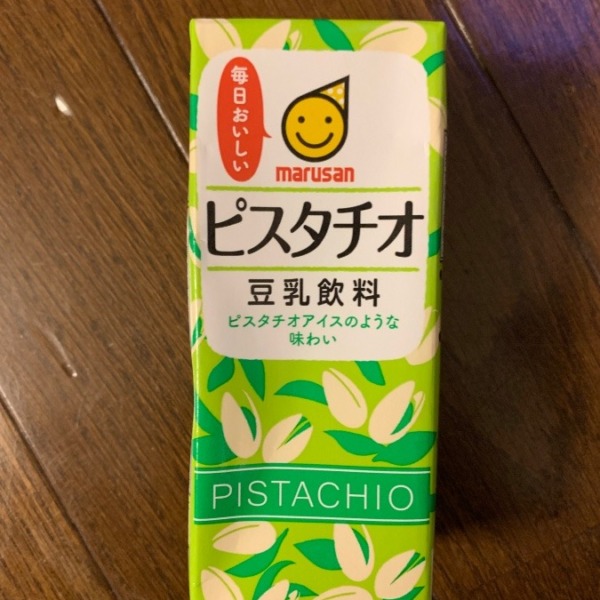 毎日おいしい
marusan
ピスタチオ
豆乳飲料
ピスタチオアイスのような
味わい
PISTACHIO